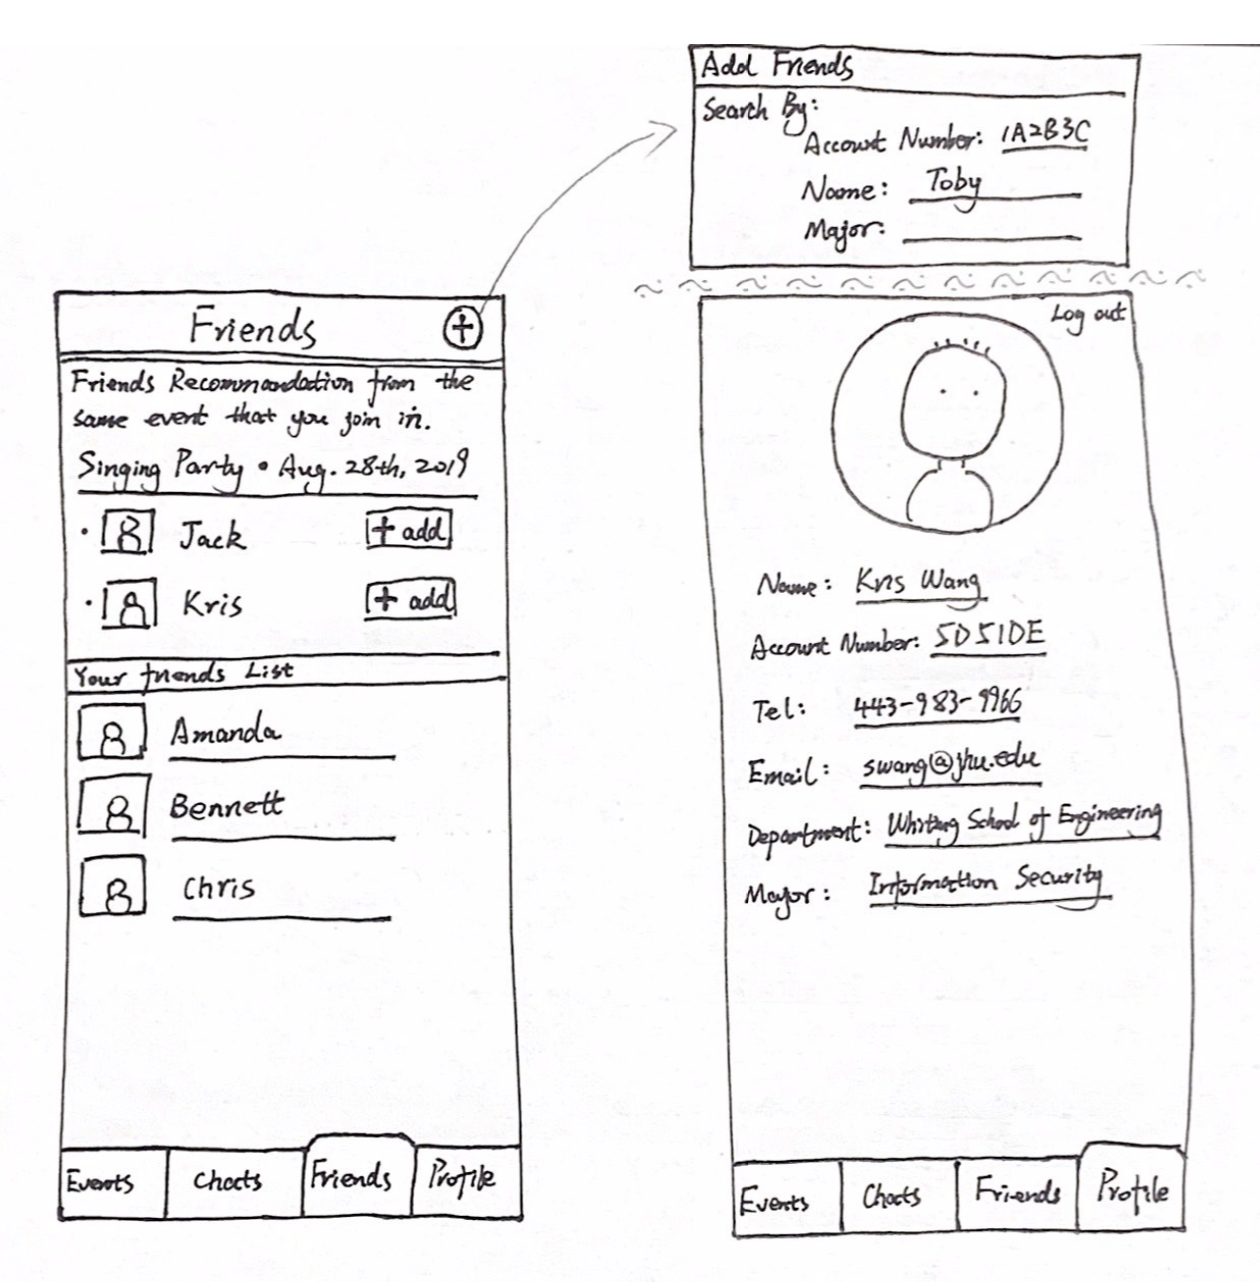 Friends
Friends Recommandation from the
same event that you join in.
Singing Party • Aug. 28th, 2019
• Jack + add
• Kris + add
Your friends List
Amanda
Bennett
Chris
Events Chats Friends Profile
Add Friends
Search By:
Account Number: 1A2B3C
Name: Toby
Major:
Log out
Name: Kris Wang
Account Number: 5D51DE
Tel: 443-983-9966
Email: swang@jhu.edu
Department: Whiting School of Engineering
Major: Information Security
Events Chats Friends Profile